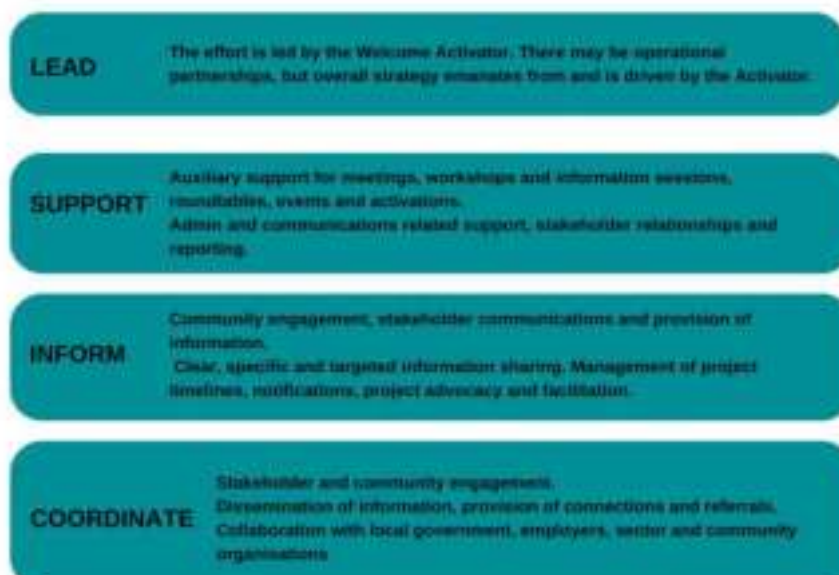 LEAD
The effort is led by the Welcome Activator. There may be operational
partnerships, but overall strategy emanates from and is driven by the Activator.
SUPPORT
Auxiliary support for meetings, workshops and information sessions,
roundtables, events and activations.
Admin and communications related support, stakeholder relationships and
reporting.
INFORM
Community engagement, stakeholder communications and provision of
information.
Clear, specific and targeted information sharing. Management of project
timelines, notifications, project advocacy and facilitation.
COORDINATE
Stakeholder and community engagement.
Dissemination of information, provision of connections and referrals.
Collaboration with local government, employers, sector and community
organisations